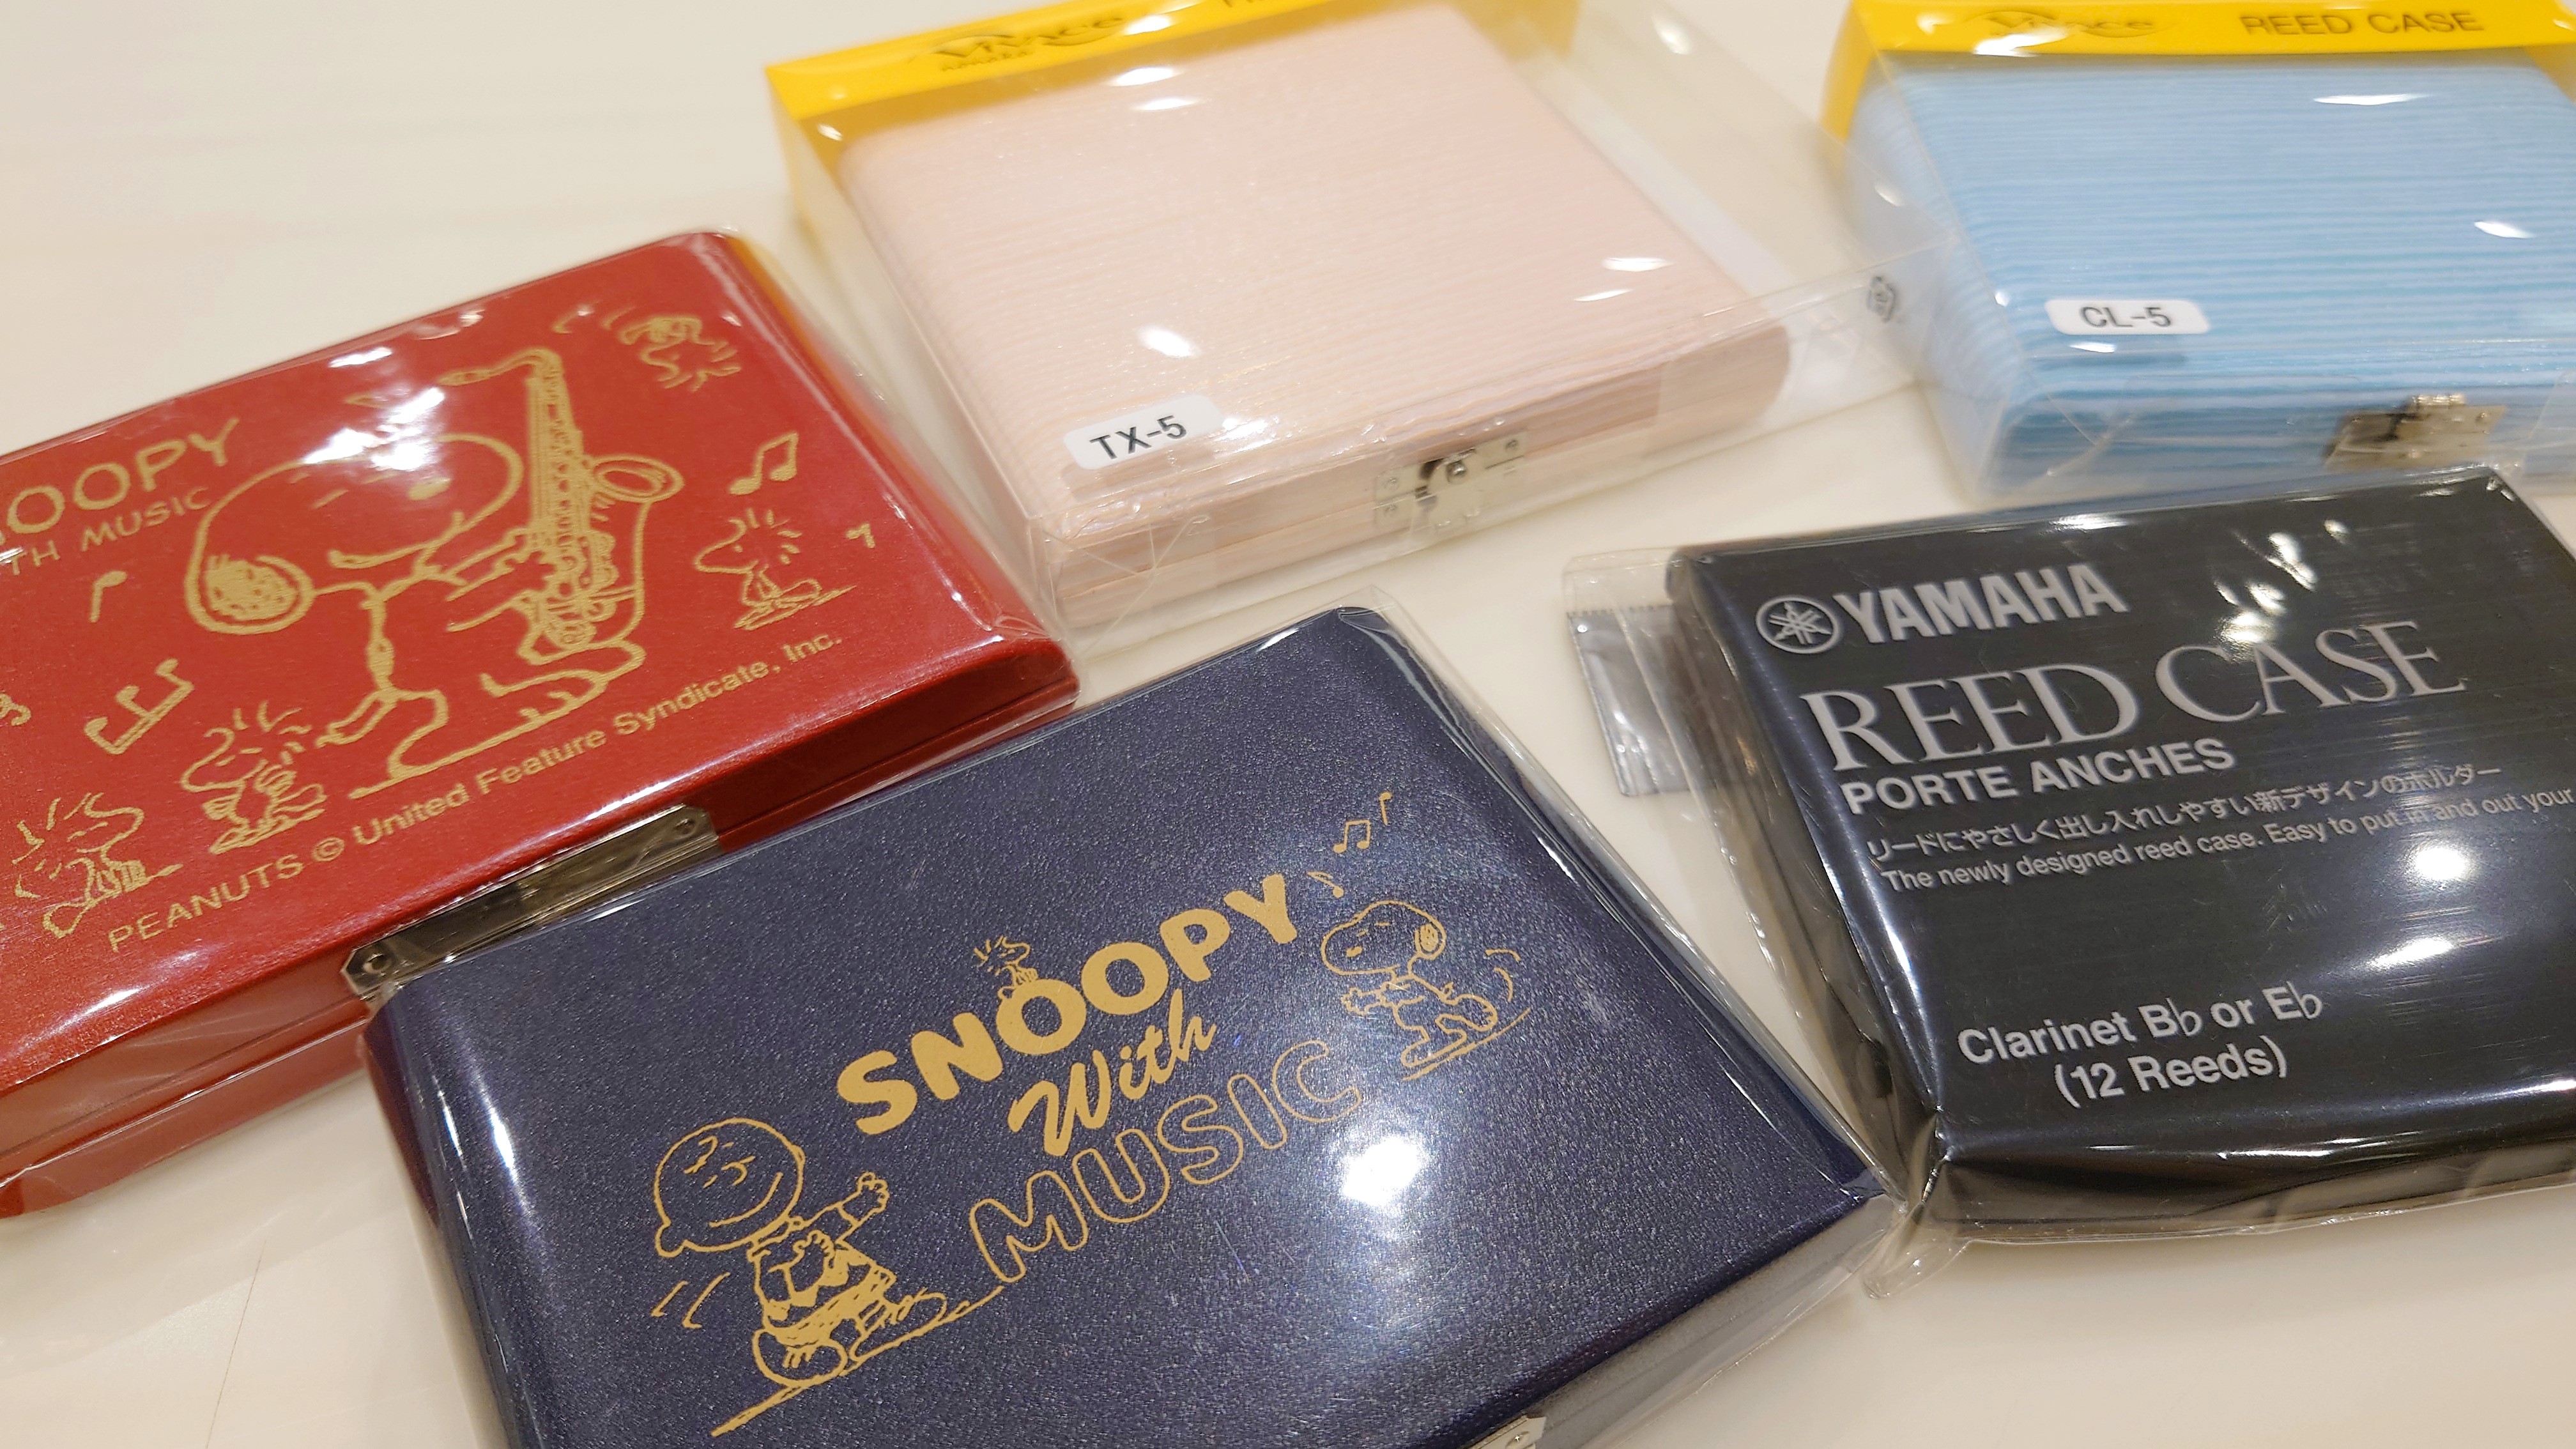 REED CASE
TX-5
CL-5
SNOOPY
WITH MUSIC
PEANUTS © United Feature Syndicate, Inc.
SNOOPY
With
MUSIC
YAMAHA
REED CASE
PORTE ANCHES
リードにやさしく出し入れしやすい新デザインのホルダー
The newly designed reed case. Easy to put in and out your
Clarinet B♭ or E♭
(12 Reeds)